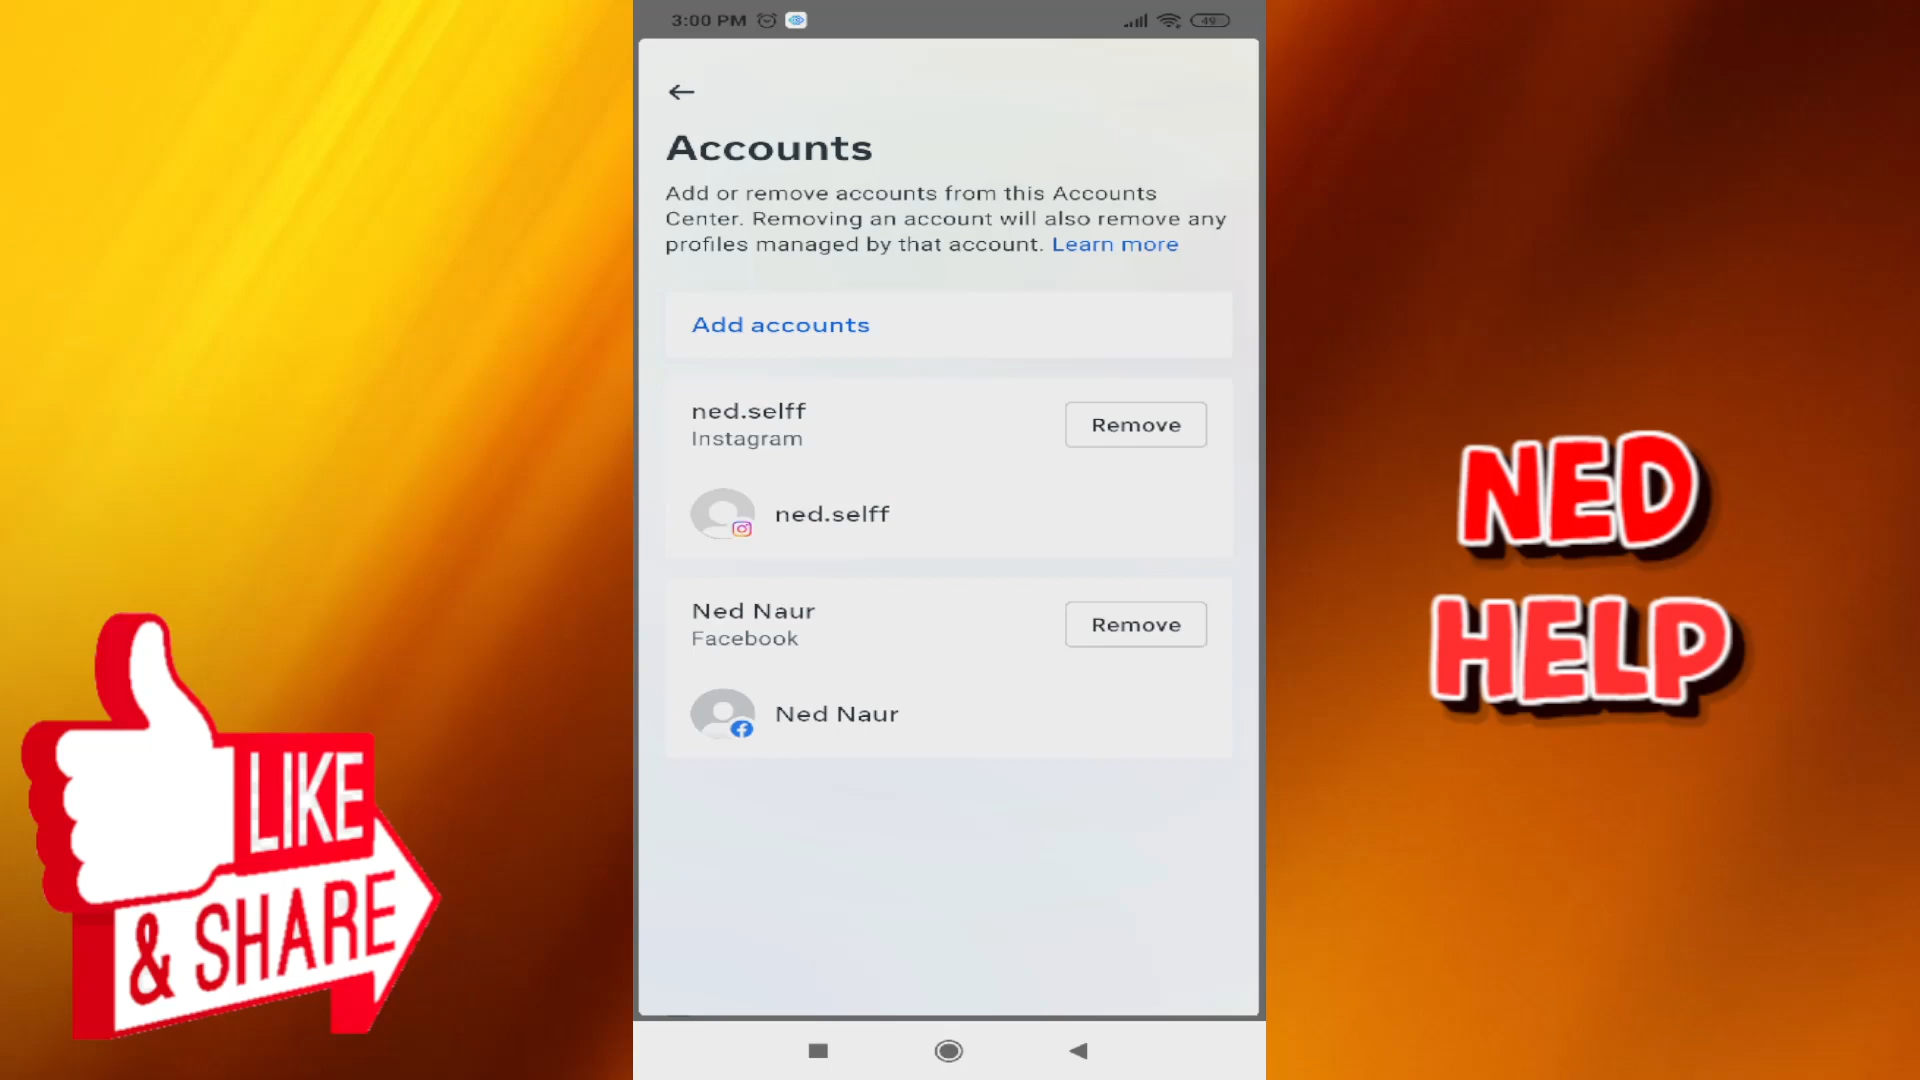 3:00 PM
49
Accounts
Add or remove accounts from this Accounts
Center. Removing an account will also remove any
profiles managed by that account. Learn more
Add accounts
ned.selff
Instagram
Remove
ned.selff
Ned Naur
Facebook
Remove
Ned Naur
LIKE
& SHARE
NED
HELP